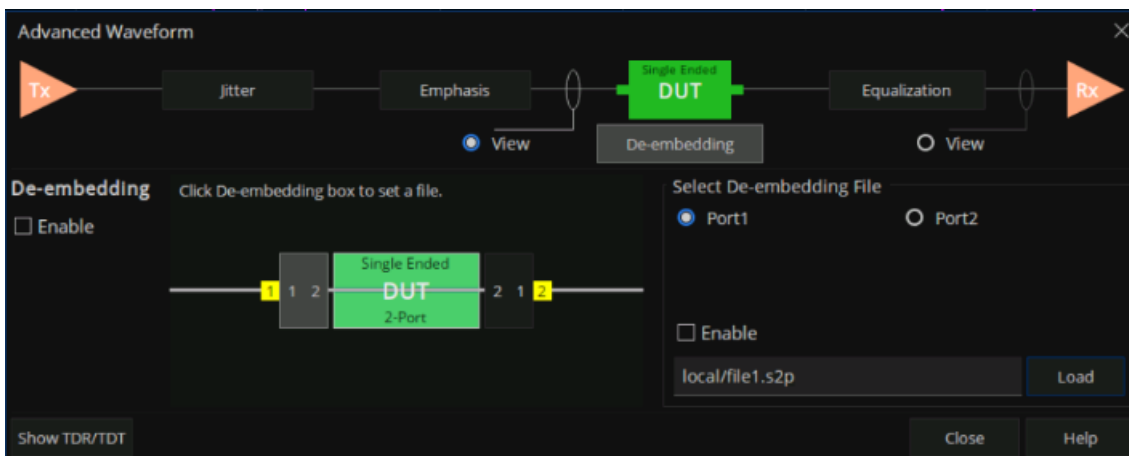 Advanced Waveform
Tx
Jitter
Emphasis
Single Ended
DUT
Equalization
Rx
View
De-embedding
View
De-embedding
Enable
Click De-embedding box to set a file.
Single Ended
1 1 2 DUT 2 1 2
2-Port
Select De-embedding File
Port1 Port2
Enable
local/file1.s2p Load
Show TDR/TDT Close Help